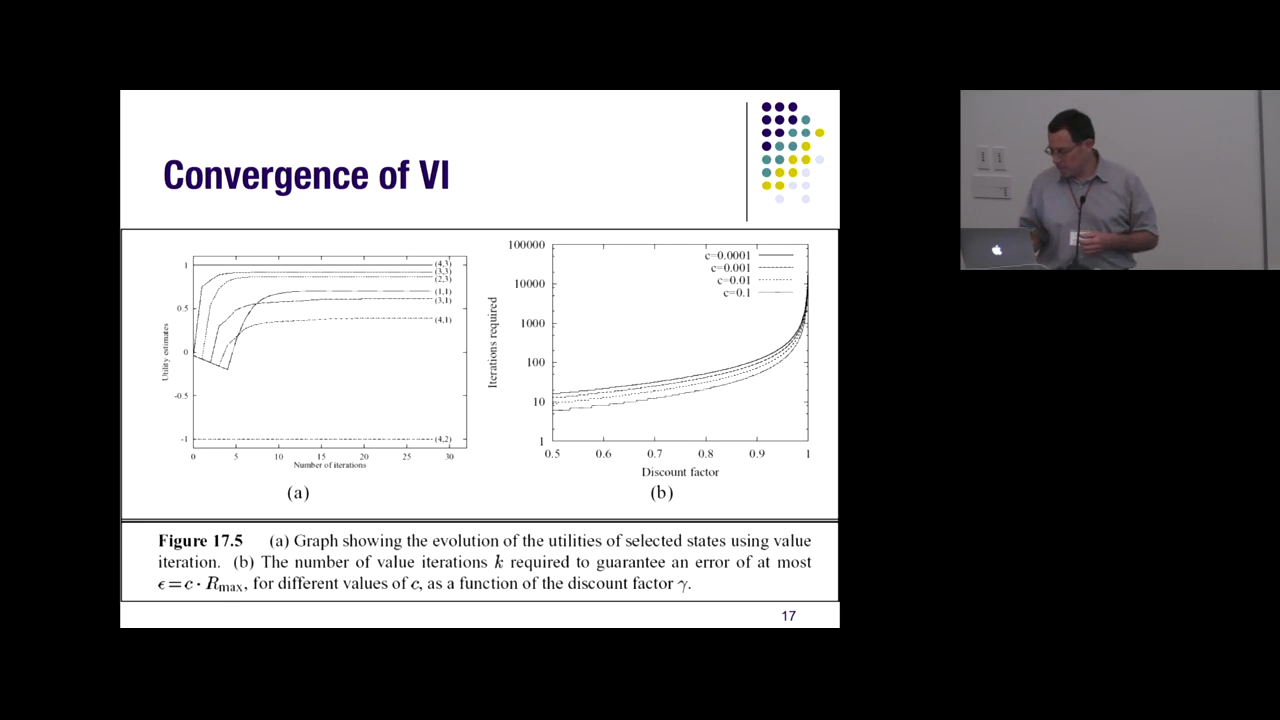 Convergence of VI
Utility estimates
1
0.5
0
-0.5
-1
(4,3)
(3,3)
(2,3)
(1,1)
(3,1)
(4,1)
(4,2)
0 5 10 15 20 25 30
Number of iterations
(a)
Iterations required
100000
10000
1000
100
10
1
c=0.0001
c=0.001
c=0.01
c=0.1
0.5 0.6 0.7 0.8 0.9 1
Discount factor
(b)
Figure 17.5 (a) Graph showing the evolution of the utilities of selected states using value
iteration. (b) The number of value iterations k required to guarantee an error of at most
ϵ = c · Rmax, for different values of c, as a function of the discount factor γ.
17